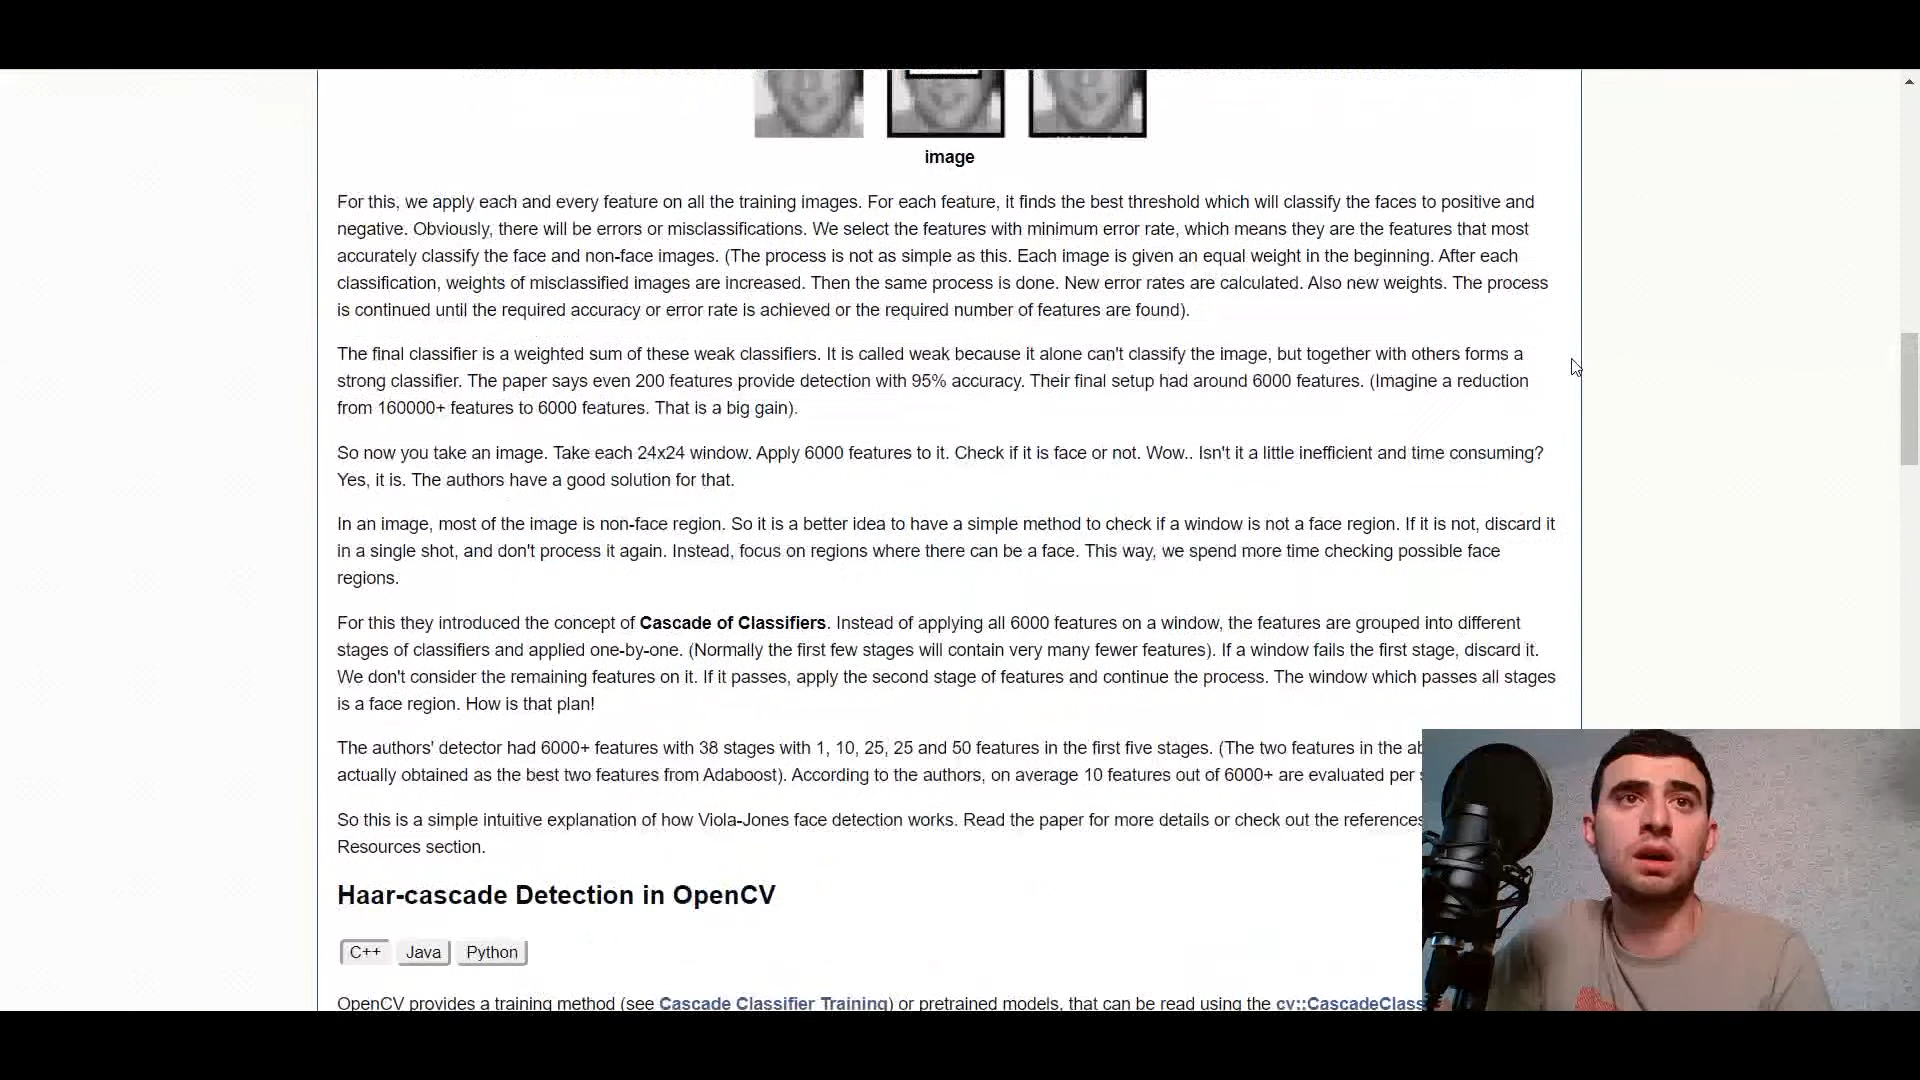 image
For this, we apply each and every feature on all the training images. For each feature, it finds the best threshold which will classify the faces to positive and
negative. Obviously, there will be errors or misclassifications. We select the features with minimum error rate, which means they are the features that most
accurately classify the face and non-face images. (The process is not as simple as this. Each image is given an equal weight in the beginning. After each
classification, weights of misclassified images are increased. Then the same process is done. New error rates are calculated. Also new weights. The process
is continued until the required accuracy or error rate is achieved or the required number of features are found).
The final classifier is a weighted sum of these weak classifiers. It is called weak because it alone can't classify the image, but together with others forms a
strong classifier. The paper says even 200 features provide detection with 95% accuracy. Their final setup had around 6000 features. (Imagine a reduction
from 160000+ features to 6000 features. That is a big gain).
So now you take an image. Take each 24x24 window. Apply 6000 features to it. Check if it is face or not. Wow.. Isn't it a little inefficient and time consuming?
Yes, it is. The authors have a good solution for that.
In an image, most of the image is non-face region. So it is a better idea to have a simple method to check if a window is not a face region. If it is not, discard it
in a single shot, and don't process it again. Instead, focus on regions where there can be a face. This way, we spend more time checking possible face
regions.
For this they introduced the concept of Cascade of Classifiers. Instead of applying all 6000 features on a window, the features are grouped into different
stages of classifiers and applied one-by-one. (Normally the first few stages will contain very many fewer features). If a window fails the first stage, discard it.
We don't consider the remaining features on it. If it passes, apply the second stage of features and continue the process. The window which passes all stages
is a face region. How is that plan!
The authors' detector had 6000+ features with 38 stages with 1, 10, 25, 25 and 50 features in the first five stages. (The two features in the
actually obtained as the best two features from Adaboost). According to the authors, on average 10 features out of 6000+ are evaluated per
So this is a simple intuitive explanation of how Viola-Jones face detection works. Read the paper for more details or check out the references
Resources section.
Haar-cascade Detection in OpenCV
C++ Java Python
OpenCV provides a training method (see Cascade Classifier Training) or pretrained models, that can be read using the cv::CascadeClass